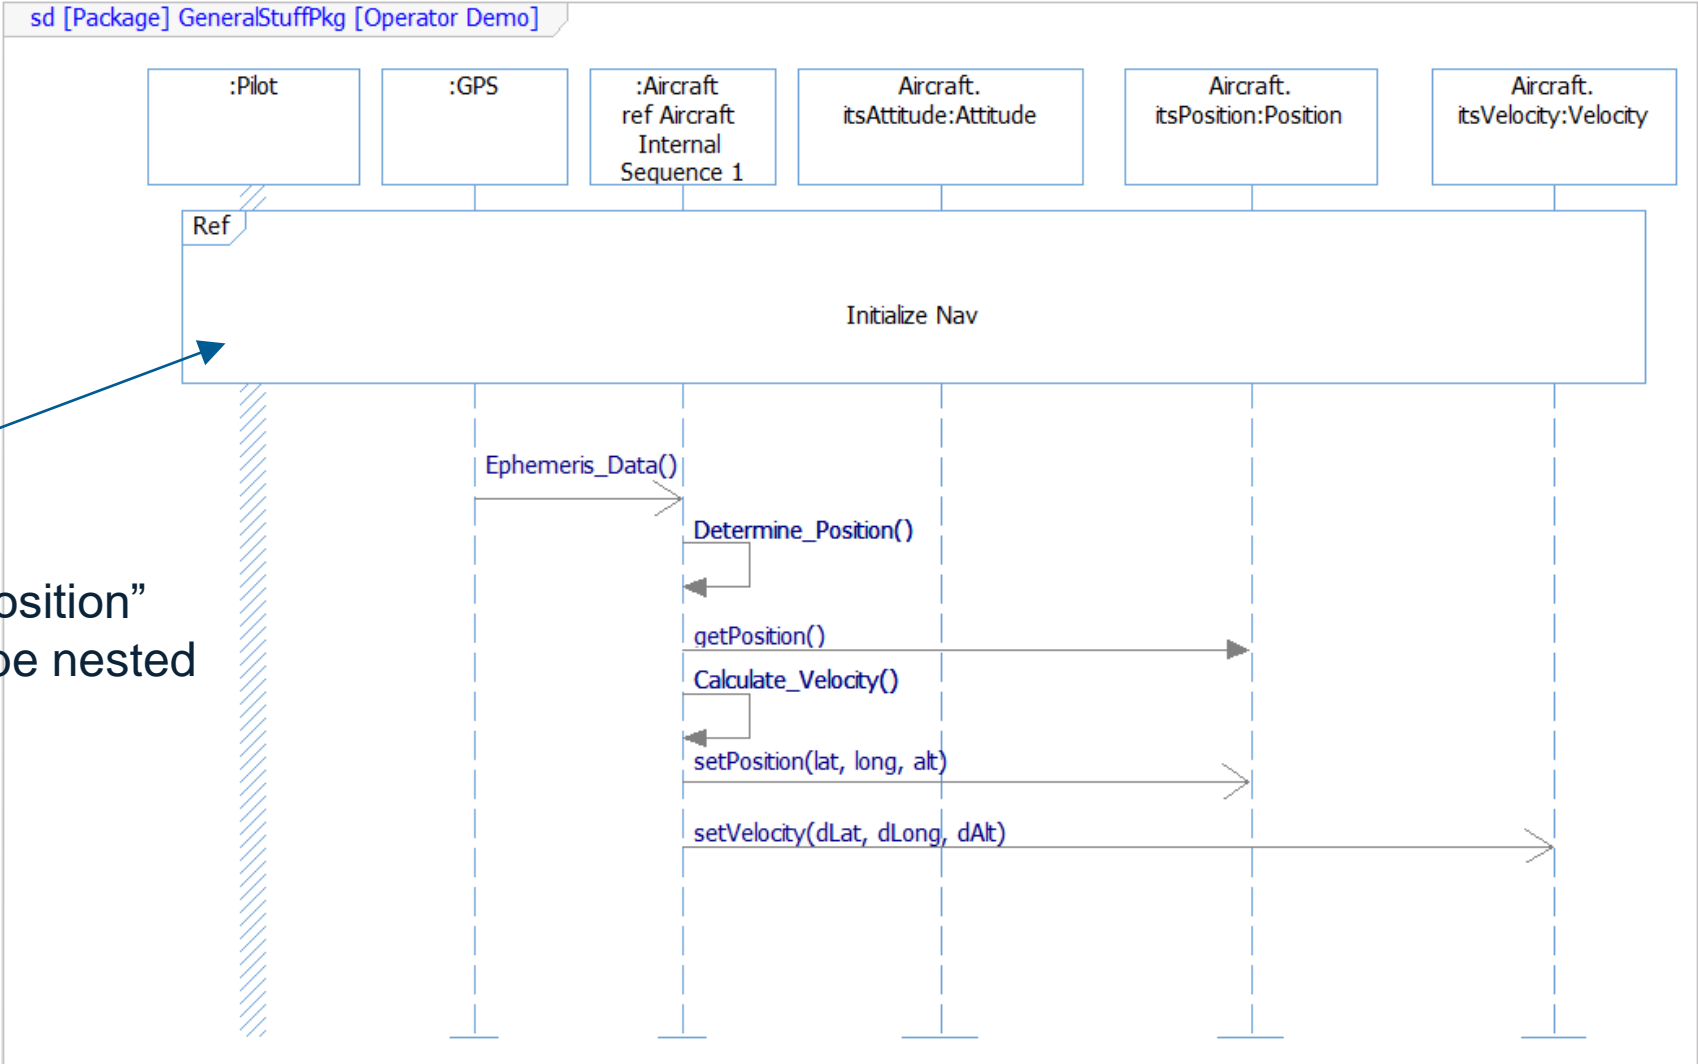 sd [Package] GeneralStuffPkg [Operator Demo]
:Pilot
:GPS
:Aircraft
ref Aircraft
Internal
Sequence 1
Aircraft.
itsAttitude:Attitude
Aircraft.
itsPosition:Position
Aircraft.
itsVelocity:Velocity
Ref
Initialize Nav
Ephemeris_Data()
Determine_Position()
osition”
be nested
getPosition()
Calculate_Velocity()
setPosition(lat, long, alt)
setVelocity(dLat, dLong, dAlt)